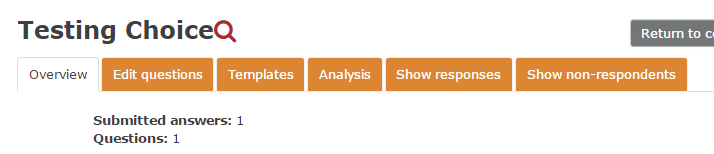 Testing Choice
Return to c
Overview Edit questions Templates Analysis Show responses Show non-respondents
Submitted answers: 1
Questions: 1